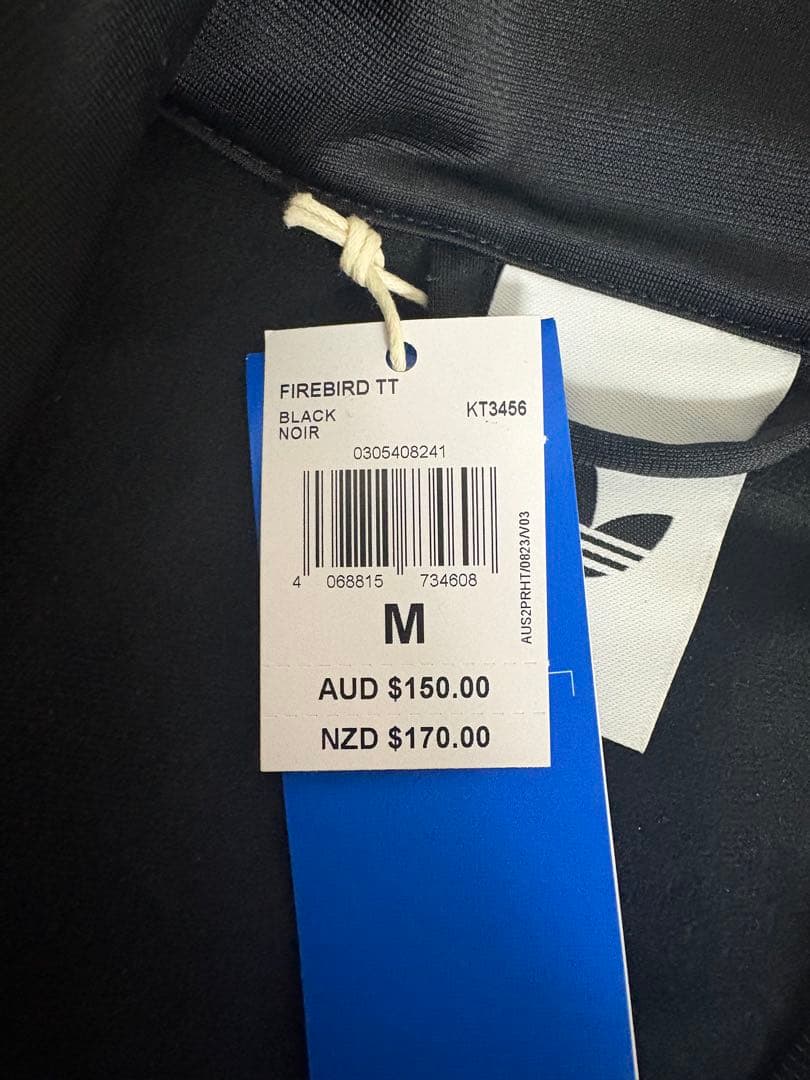 FIREBIRD TT
BLACK KT3456
NOIR
0305408241
4 068815 734608
AUS2PRHT/0823/V03
M
AUD $150.00
NZD $170.00